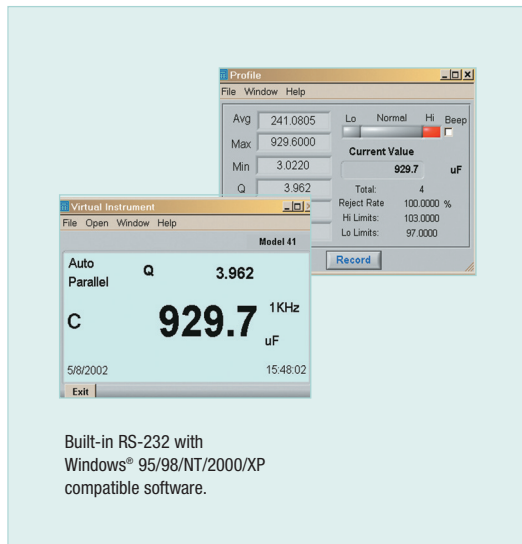 Profile
File Window Help
Avg 241.0805
Max 929.6000
Min 3.0220
Q 3.962
Lo Normal Hi Beep
Current Value
929.7 uF
Total: 4
Reject Rate 100.0000 %
Hi Limits: 103.0000
Lo Limits: 97.0000
Record
Virtual Instrument
File Open Window Help
Model 41
Auto
Parallel
Q 3.962
C 929.7 1KHz
uF
5/8/2002 15:48:02
Exit
Built-in RS-232 with
Windows® 95/98/NT/2000/XP
compatible software.